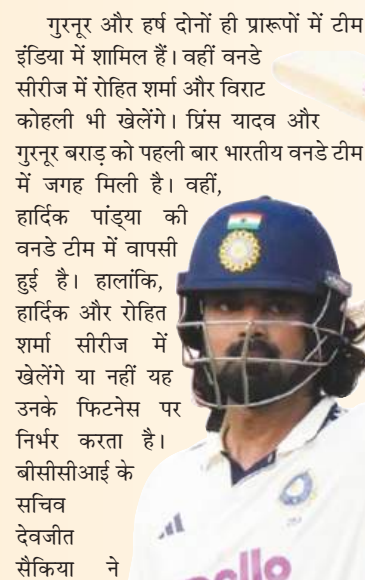 गुरनूर और हर्ष दोनों ही प्रारूपों में टीम
इंडिया में शामिल हैं। वहीं वनडे
सीरीज में रोहित शर्मा और विराट
कोहली भी खेलेंगे। प्रिंस यादव और
गुरनूर बराड़ को पहली बार भारतीय वनडे टीम
में जगह मिली है। वहीं,
हार्दिक पांड्या की
वनडे टीम में वापसी
हुई है। हालांकि,
हार्दिक और रोहित
शर्मा सीरीज में
खेलेंगे या नहीं यह
उनके फिटनेस पर
निर्भर करता है।
बीसीसीआई के
सचिव
देवजीत
सैकिया ने